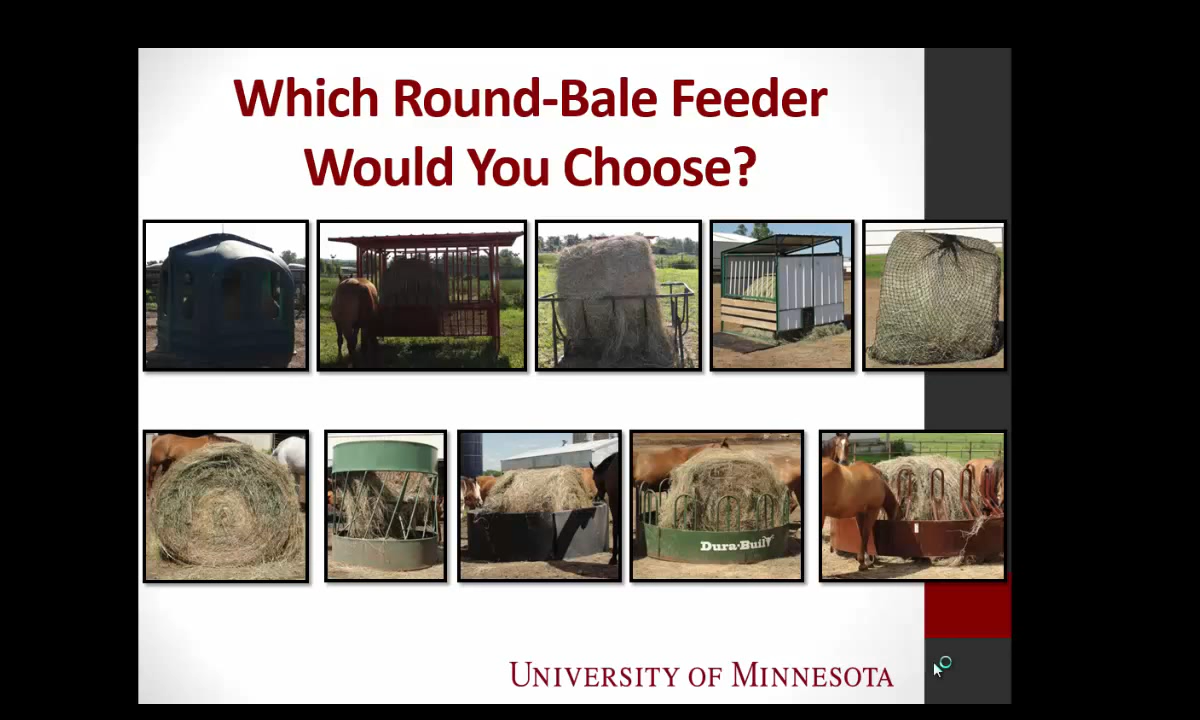 Which Round-Bale Feeder
Would You Choose?
Dura-Built
UNIVERSITY OF MINNESOTA